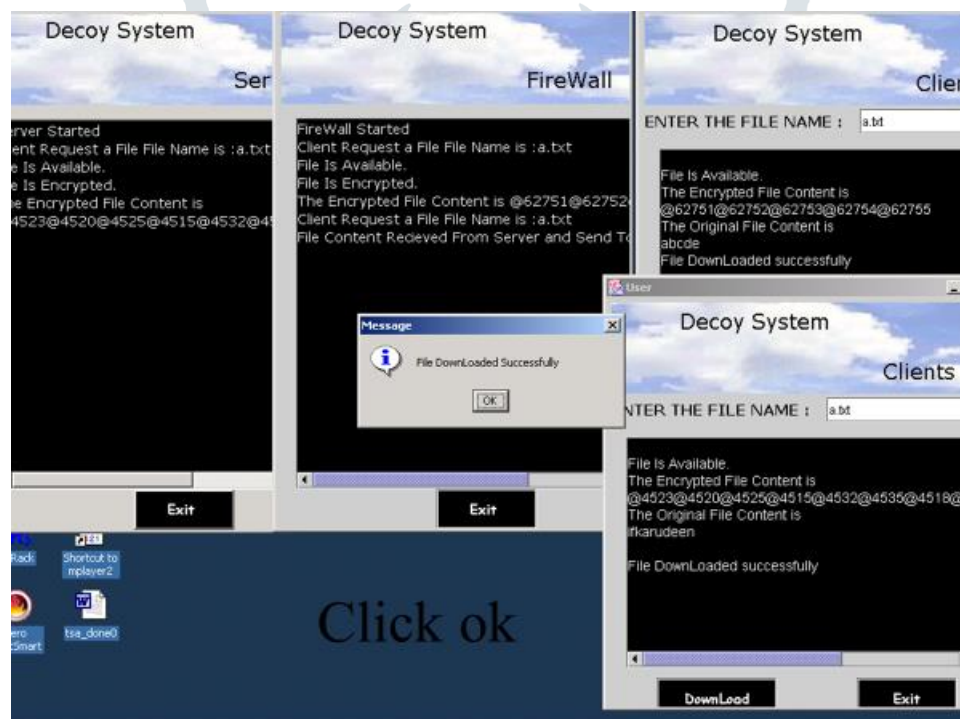 Decoy System
Ser
erver Started
ent Request a File File Name is :a.txt
e Is Available.
e Is Encrypted.
e Encrypted File Content is
4523@4520@4525@4515@4532@45
Exit
Decoy System
FireWall
FireWall Started
Client Request a File File Name is :a.txt
File Is Available.
File Is Encrypted.
The Encrypted File Content is @62751@62752
Client Request a File File Name is :a.txt
File Content Recieved From Server and Send To
Exit
Decoy System
Clien
ENTER THE FILE NAME :
a.txt
File Is Available.
The Encrypted File Content is
@62751@62752@62753@62754@62755
The Original File Content is
abcde
File DownLoaded successfully
Message
File DownLoaded Successfully
OK
User
Decoy System
Clients
NTER THE FILE NAME :
a.txt
File Is Available.
The Encrypted File Content is
@4523@4520@4525@4515@4532@4535@4518@
The Original File Content is
ifkarudeen
File DownLoaded successfully
DownLoad
Exit
Rack
Shortcut to
mplayer2
ero
tSmart
tsa_done0
Click ok